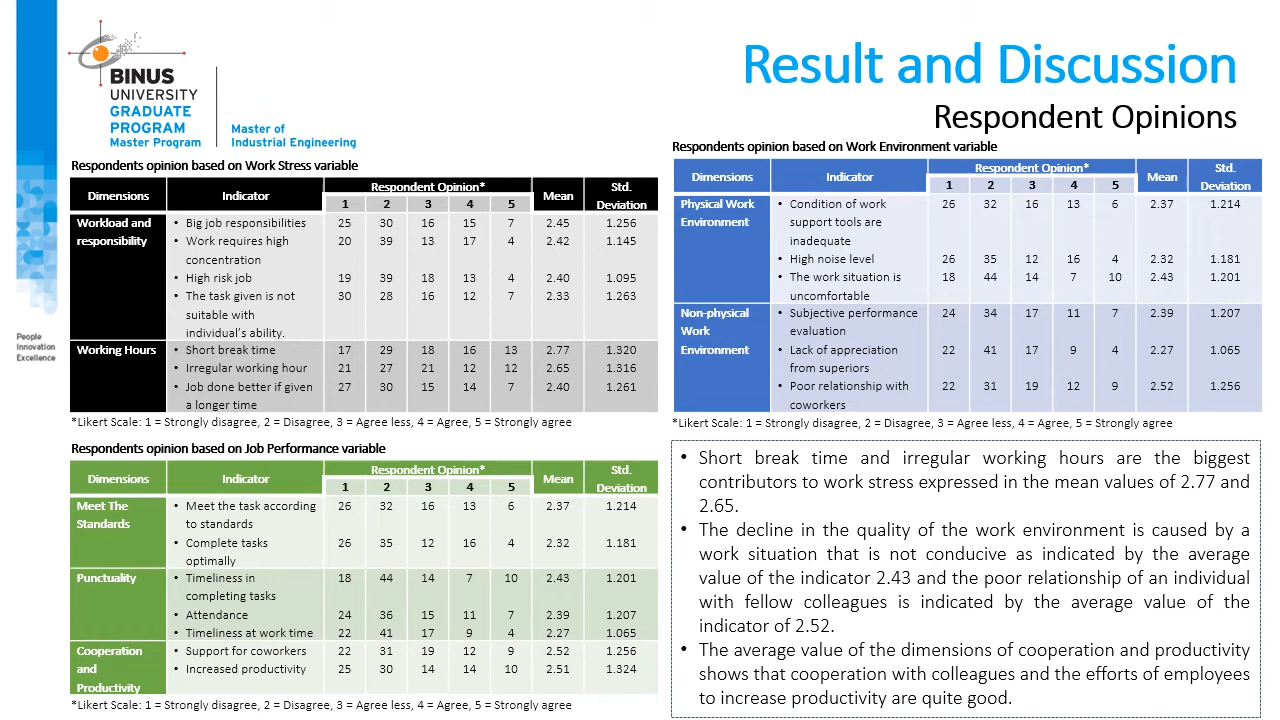 BINUS
UNIVERSITY
GRADUATE
PROGRAM
Master Program
Master of
Industrial Engineering
People
Innovation
Excellence
Result and Discussion
Respondent Opinions
Respondents opinion based on Work Stress variable
Dimensions Indicator Respondent Opinion* Mean Std. Deviation
1 2 3 4 5
Workload and responsibility
• Big job responsibilities 25 30 16 15 7 2.45 1.256
• Work requires high 20 39 13 17 4 2.42 1.145
concentration
• High risk job 19 39 18 13 4 2.40 1.095
• The task given is not 30 28 16 12 7 2.33 1.263
suitable with
individual's ability.
Working Hours • Short break time 17 29 18 16 13 2.77 1.320
• Irregular working hour 21 27 21 12 12 2.65 1.316
• Job done better if given 27 30 15 14 7 2.40 1.261
a longer time
*Likert Scale: 1 = Strongly disagree, 2 = Disagree, 3 = Agree less, 4 = Agree, 5 = Strongly agree
Respondents opinion based on Job Performance variable
Dimensions Indicator Respondent Opinion* Mean Std. Deviation
1 2 3 4 5
Meet The • Meet the task according 26 32 16 13 6 2.37 1.214
Standards to standards
• Complete tasks 26 35 12 16 4 2.32 1.181
optimally
Punctuality • Timeliness in 18 44 14 7 10 2.43 1.201
completing tasks
• Attendance 24 36 15 11 7 2.39 1.207
• Timeliness at work time 22 41 17 9 4 2.27 1.065
Cooperation • Support for coworkers 22 31 19 12 9 2.52 1.256
and • Increased productivity 25 30 14 14 10 2.51 1.324
Productivity
*Likert Scale: 1 = Strongly disagree, 2 = Disagree, 3 = Agree less, 4 = Agree, 5 = Strongly agree
Respondents opinion based on Work Environment variable
Dimensions Indicator Respondent Opinion* Mean Std. Deviation
1 2 3 4 5
Physical Work • Condition of work 26 32 16 13 6 2.37 1.214
Environment support tools are
inadequate
• High noise level 26 35 12 16 4 2.32 1.181
• The work situation is 18 44 14 7 10 2.43 1.201
uncomfortable
Non-physical • Subjective performance 24 34 17 11 7 2.39 1.207
Work evaluation
Environment • Lack of appreciation 22 41 17 9 4 2.27 1.065
from superiors
• Poor relationship with 22 31 19 12 9 2.52 1.256
coworkers
*Likert Scale: 1 = Strongly disagree, 2 = Disagree, 3 = Agree less, 4 = Agree, 5 = Strongly agree
• Short break time and irregular working hours are the biggest
contributors to work stress expressed in the mean values of 2.77 and
2.65.
• The decline in the quality of the work environment is caused by a
work situation that is not conducive as indicated by the average
value of the indicator 2.43 and the poor relationship of an individual
with fellow colleagues is indicated by the average value of the
indicator of 2.52.
• The average value of the dimensions of cooperation and productivity
shows that cooperation with colleagues and the efforts of employees
to increase productivity are quite good.